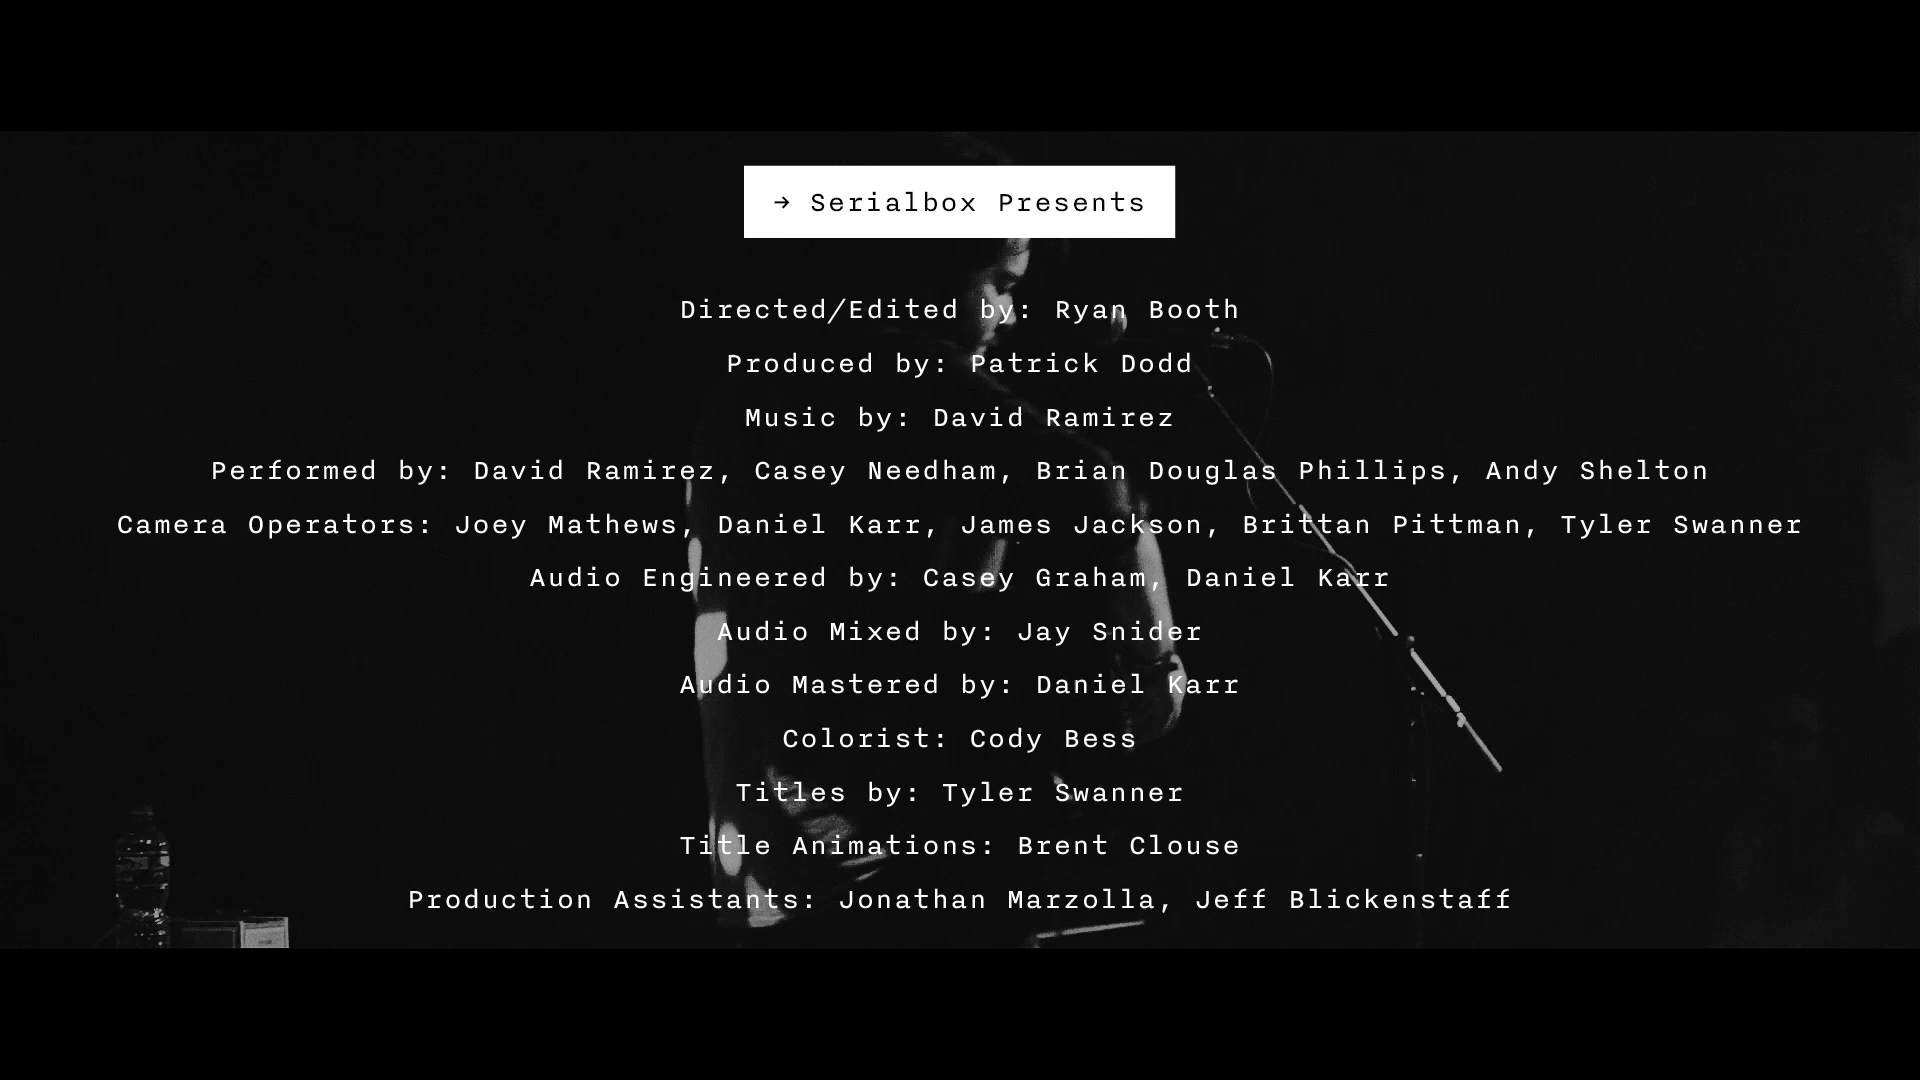 → Serialbox Presents
Directed/Edited by: Ryan Booth
Produced by: Patrick Dodd
Music by: David Ramirez
Performed by: David Ramirez, Casey Needham, Brian Douglas Phillips, Andy Shelton
Camera Operators: Joey Mathews, Daniel Karr, James Jackson, Brittan Pittman, Tyler Swanner
Audio Engineered by: Casey Graham, Daniel Karr
Audio Mixed by: Jay Snider
Audio Mastered by: Daniel Karr
Colorist: Cody Bess
Titles by: Tyler Swanner
Title Animations: Brent Clouse
Production Assistants: Jonathan Marzolla, Jeff Blickenstaff